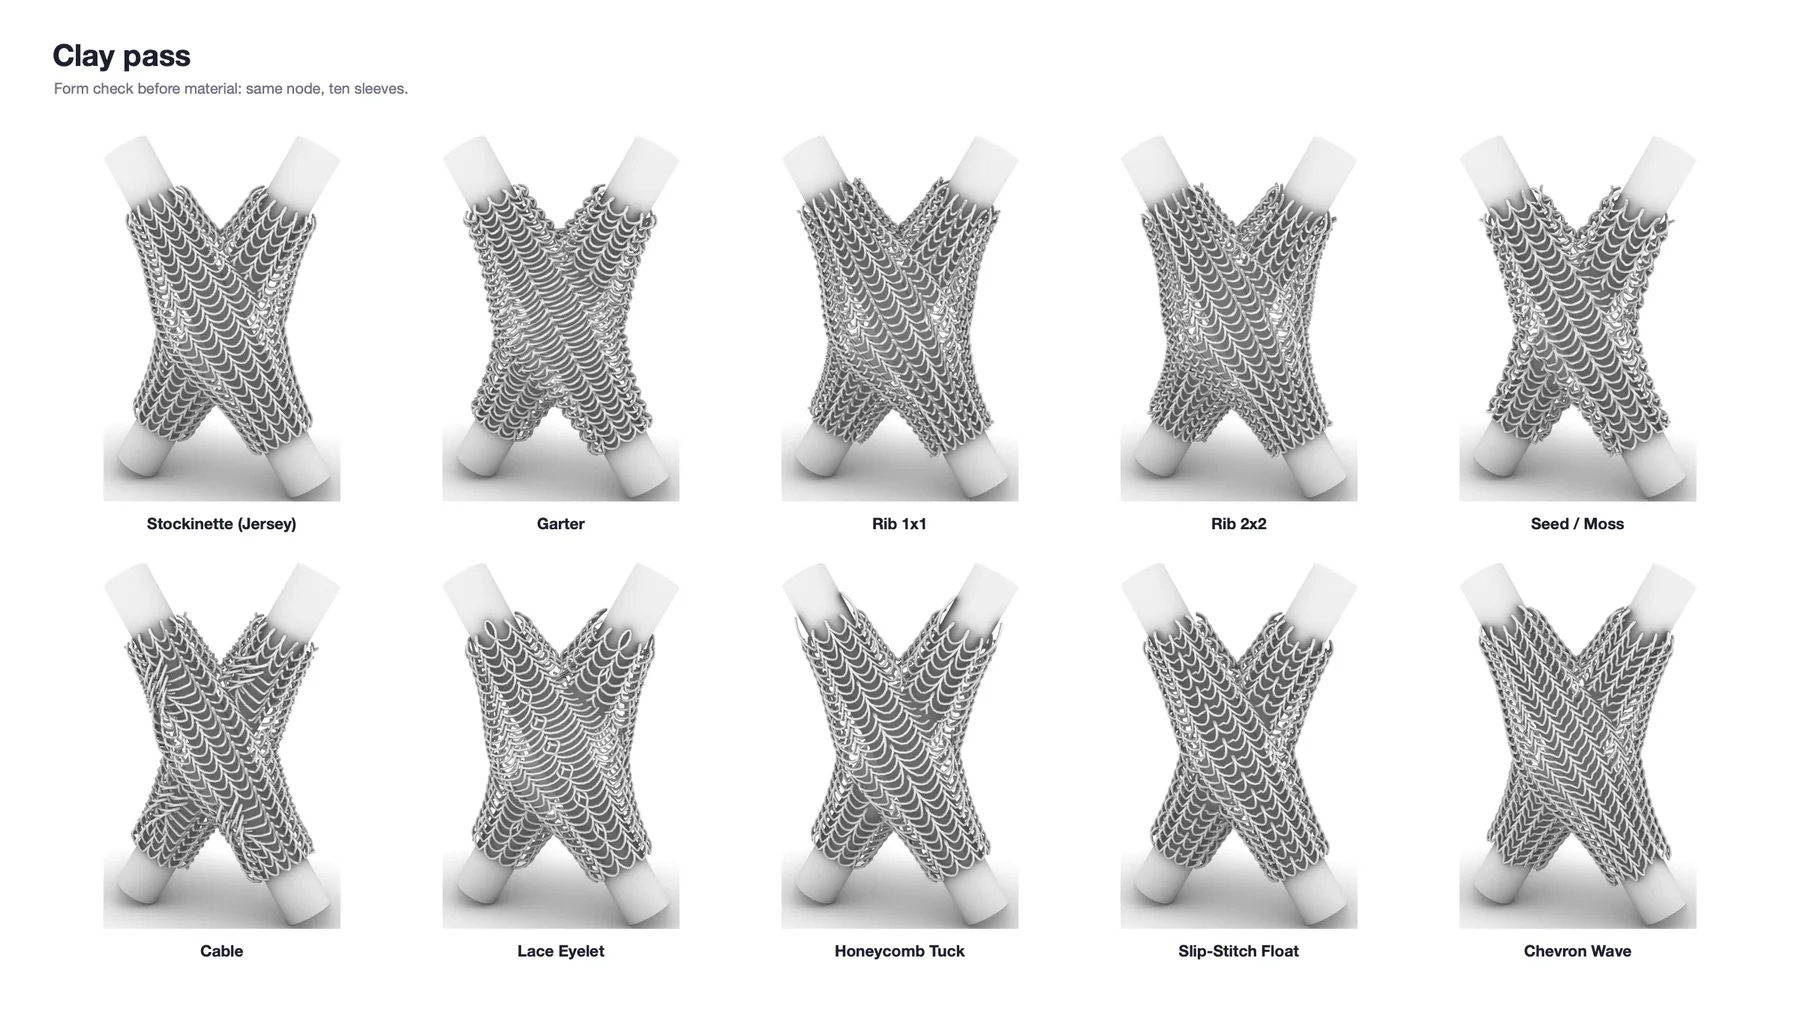 Clay pass
Form check before material: same node, ten sleeves.
Stockinette (Jersey)
Garter
Rib 1x1
Rib 2x2
Seed / Moss
Cable
Lace Eyelet
Honeycomb Tuck
Slip-Stitch Float
Chevron Wave